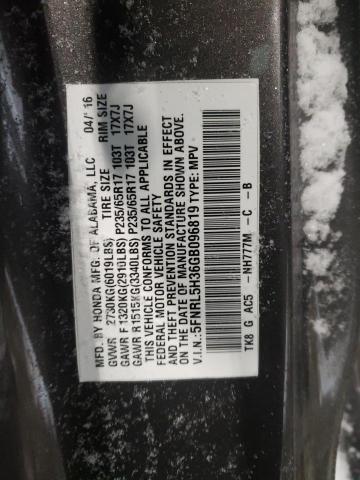 MFD. BY HONDA MFG. OF ALABAMA, LLC 04/'16
GVWR 2730KG(6019LBS) TIRE SIZE RIM SIZE
GAWR F 1320KG(2910LBS) P235/65R17 103T 17X7J
GAWR R 1515KG(3340LBS) P235/65R17 103T 17X7J
THIS VEHICLE CONFORMS TO ALL APPLICABLE
FEDERAL MOTOR VEHICLE SAFETY
AND THEFT PREVENTION STANDARDS IN EFFECT
ON THE DATE OF MANUFACTURE SHOWN ABOVE.
V.I.N.:5FNRL5H36GB096819 TYPE: MPV
TK8 G AC5 -NH777M -C -B